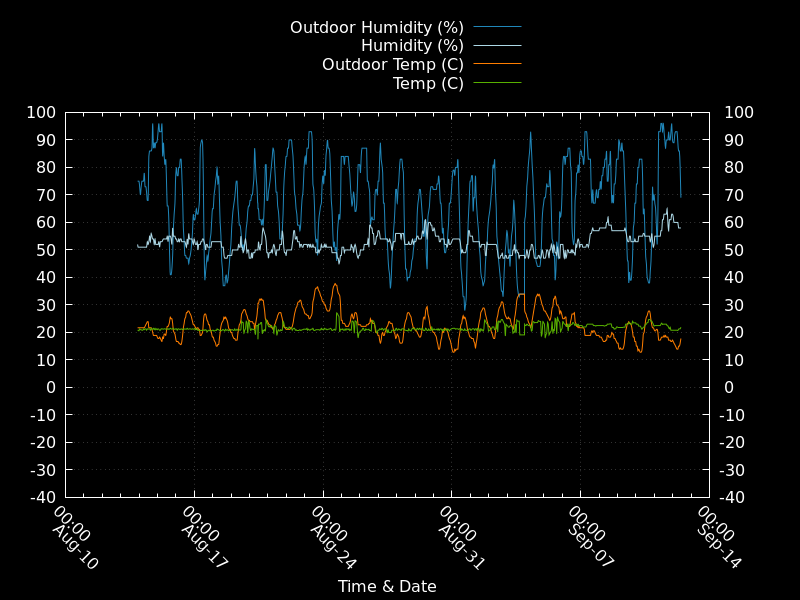 Outdoor Humidity (%)
Humidity (%)
Outdoor Temp (C)
Temp (C)
100 100
90 90
80 80
70 70
60 60
50 50
40 40
30 30
20 20
10 10
0 0
-10 -10
-20 -20
-30 -30
-40 -40
00:00 00:00 00:00 00:00 00:00 00:00
Aug-10 Aug-17 Aug-24 Aug-31 Sep-07 Sep-14
Time & Date